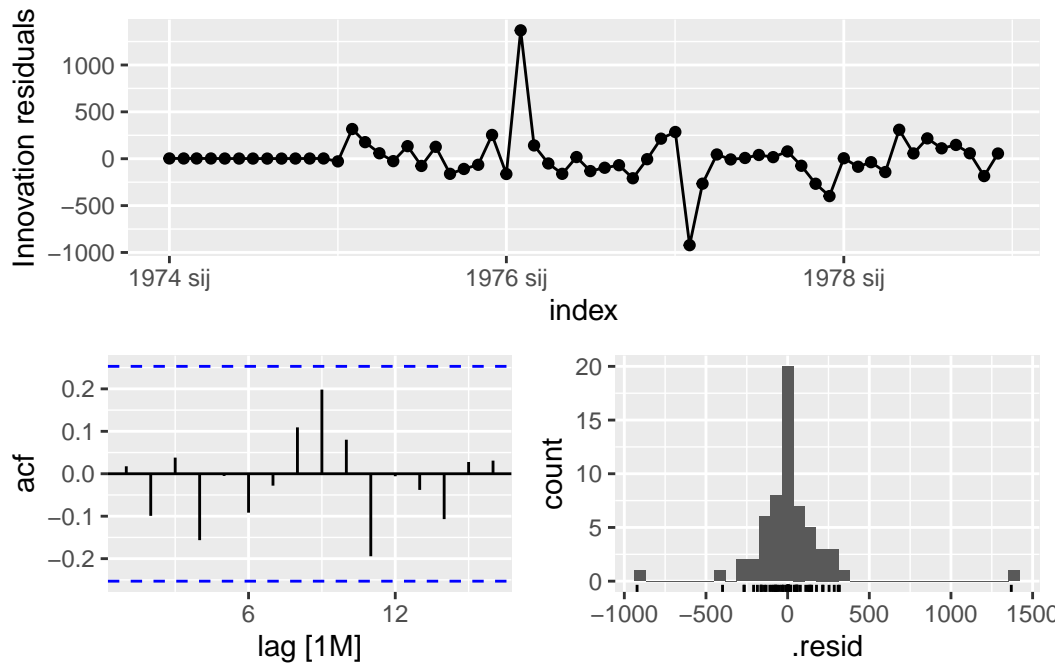 Innovation residuals
1000
500
0
−500
−1000
1974 sij
1976 sij
1978 sij
index
acf
0.2
0.1
0.0
−0.1
−0.2
6
12
lag [1M]
count
20
15
10
5
0
−1000
−500
0
500
1000
1500
.resid